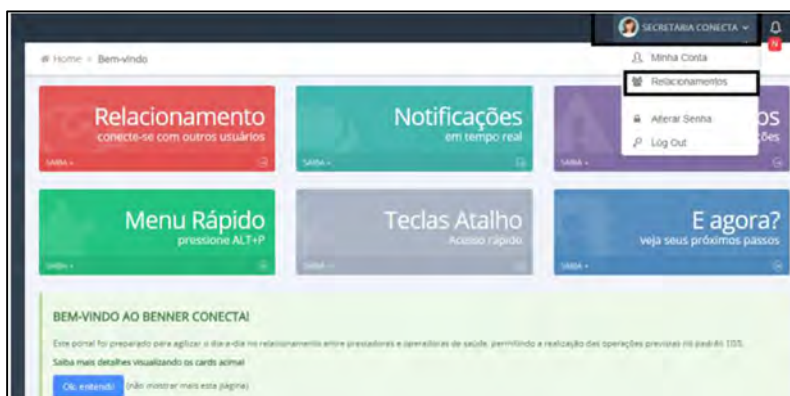 SECRETARIA CONECTA
N
Home > Bem-vindo
Minha Conta
Relacionamentos
Alterar Senha
Log Out
Relacionamento
conecte-se com outros usuários
SAIBA +
Notificações
em tempo real
SAIBA +
os
ções
SAIBA +
Menu Rápido
pressione ALT+P
SAIBA +
Teclas Atalho
Acesso rápido
SAIBA +
E agora?
veja seus próximos passos
SAIBA +
BEM-VINDO AO BENNER CONECTA!
Este portal foi preparado para agilizar o dia-a-dia no relacionamento entre prestadores e operadoras de saúde, permitindo a realização das operações previstas no padrão TISS.
Saiba mais detalhes visualizando os cards acima!
Ok, entendi! (não mostrar mais esta página)